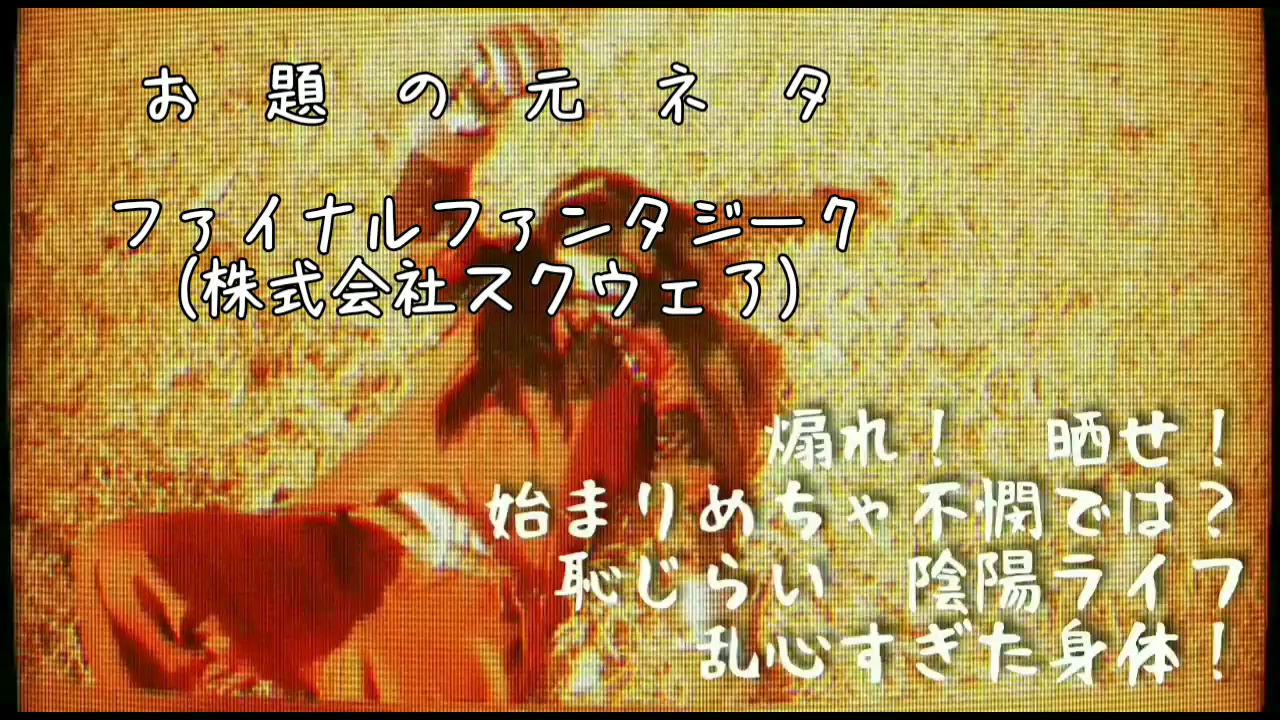 お題の元ネタ
ファイナルファンタジーク
(株式会社スクウェア)
煽れ！　晒せ！
始まりめちゃ不憫では？
恥じらい　陰陽ライフ
乱心すぎた身体！